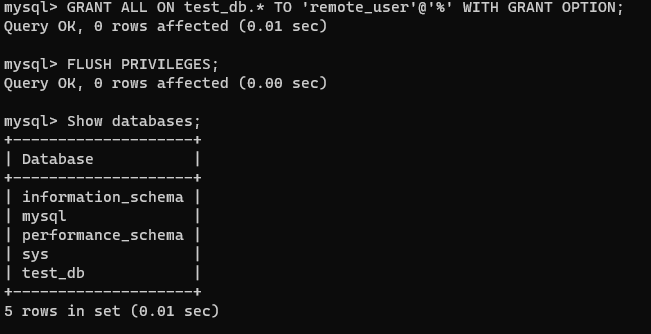 mysql> GRANT ALL ON test_db.* TO 'remote_user'@'%' WITH GRANT OPTION;
Query OK, 0 rows affected (0.01 sec)
mysql> FLUSH PRIVILEGES;
Query OK, 0 rows affected (0.00 sec)
mysql> Show databases;
+--------------------+
| Database           |
+--------------------+
| information_schema |
| mysql              |
| performance_schema |
| sys                |
| test_db            |
+--------------------+
5 rows in set (0.01 sec)